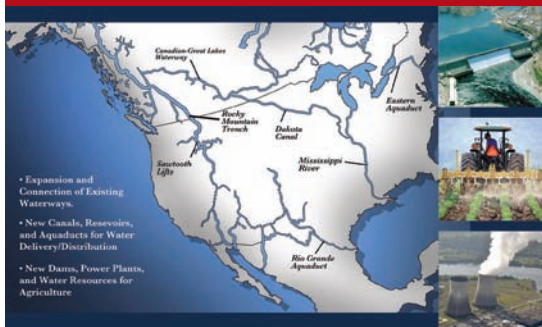 Canadian-Great Lakes
Waterway
Eastern
Aquaduct
Rocky
Mountain
Trench
Dakota
Canal
Sawtooth
Lifts
Mississippi
River
• Expansion and
Connection of Existing
Waterways.
• New Canals, Resevoirs,
and Aquaducts for Water
Delivery/Distribution
• New Dams, Power Plants,
and Water Resources for
Agriculture
Rio Grande
Aquaduct